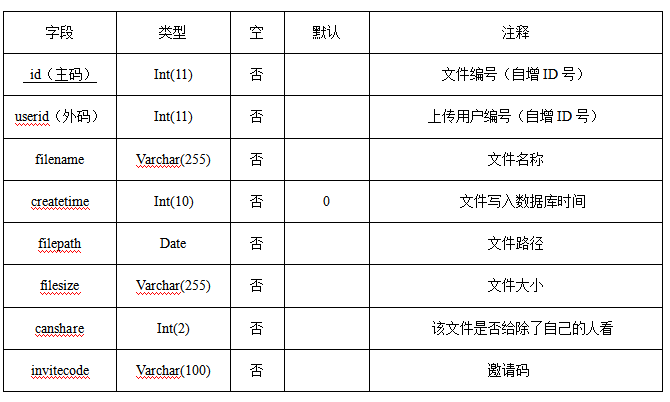 字段 类型 空 默认 注释
id（主码） Int(11) 否 文件编号（自增 ID 号）
userid（外码） Int(11) 否 上传用户编号（自增 ID 号）
filename Varchar(255) 否 文件名称
createtime Int(10) 否 0 文件写入数据库时间
filepath Date 否 文件路径
filesize Varchar(255) 否 文件大小
canshare Int(2) 否 该文件是否给除了自己的人看
invitecode Varchar(100) 否 邀请码